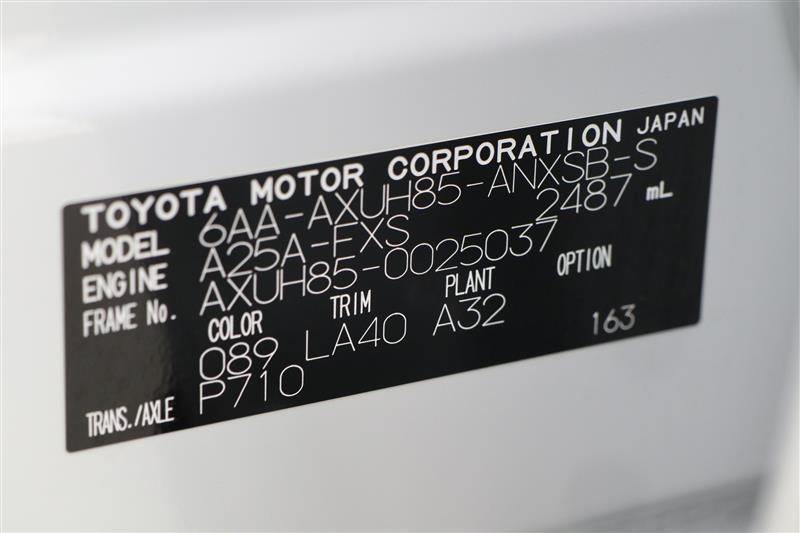 TOYOTA MOTOR CORPORATION JAPAN
MODEL 6AA-AXUH85-ANXSB-S
ENGINE A25A-FXS 2487 mL
FRAME No. AXUH85-0025037
COLOR TRIM PLANT OPTION
089 LA40 A32 163
TRANS./AXLE P710